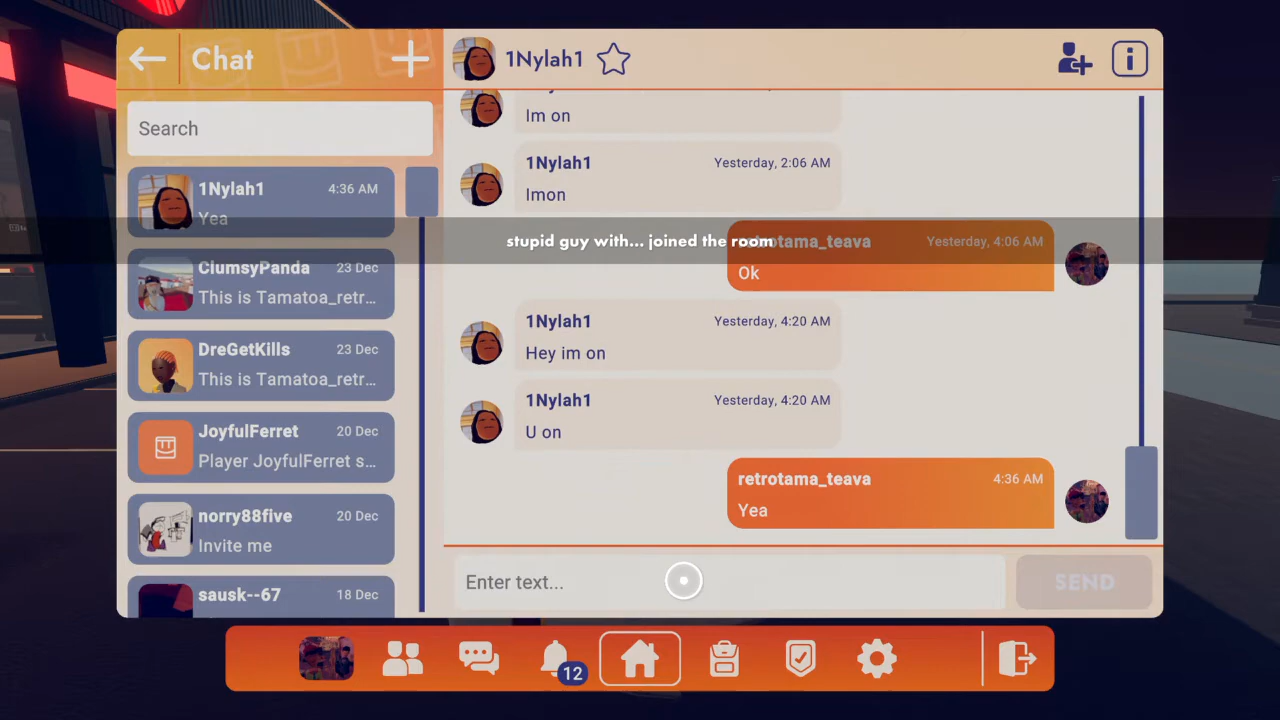 Chat
Search
1Nylah1
4:36 AM
Yea
ClumsyPanda
23 Dec
This is Tamatoa_retr...
DreGetKills
23 Dec
This is Tamatoa_retr...
JoyfulFerret
20 Dec
Player JoyfulFerret s...
norry88five
20 Dec
Invite me
sausk--67
18 Dec
1Nylah1
Im on
1Nylah1
Yesterday, 2:06 AM
Imon
stupid guy with... joined the room
retrotama_teava
Yesterday, 4:06 AM
Ok
1Nylah1
Yesterday, 4:20 AM
Hey im on
1Nylah1
Yesterday, 4:20 AM
U on
retrotama_teava
4:36 AM
Yea
Enter text...
SEND
12